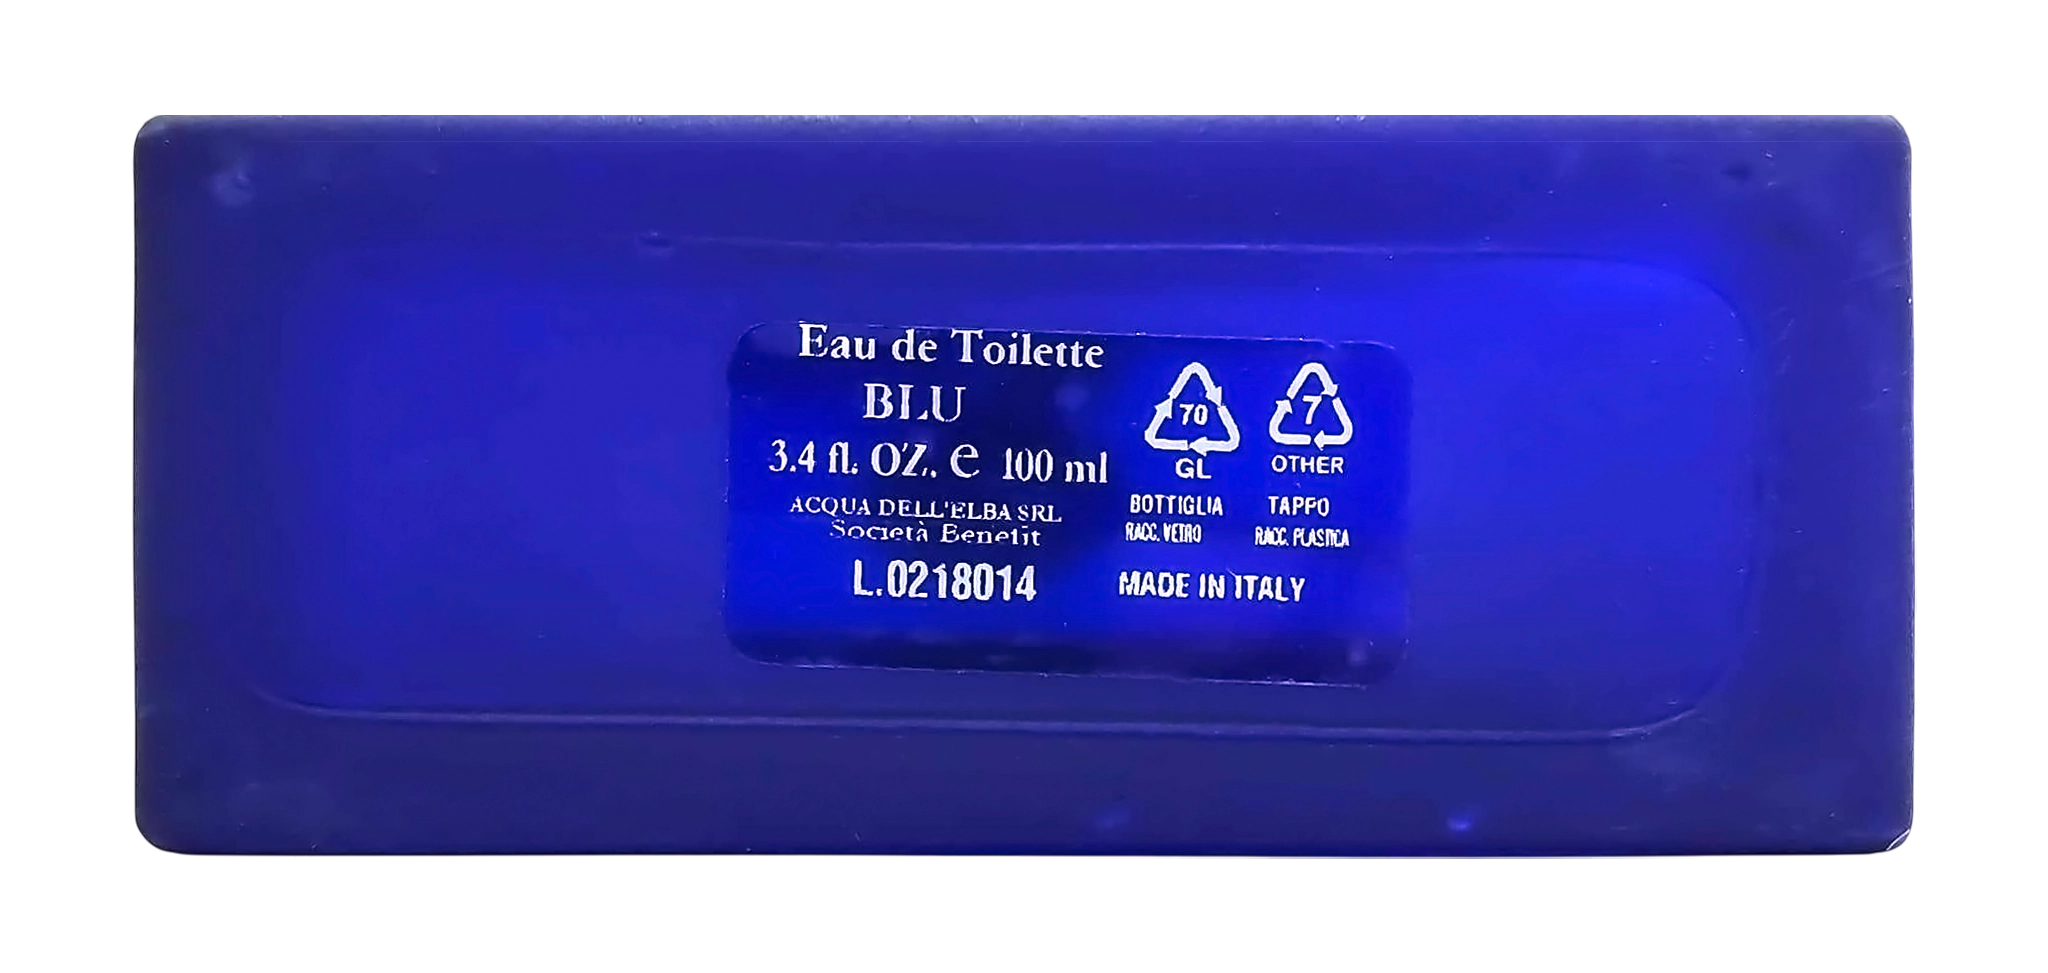 Eau de Toilette
BLU
3.4 fl. OZ. e 100 ml
ACQUA DELL'ELBA SRL
Società Benefit
L.0218014
70
GL
BOTTIGLIA
RACC. VETRO
7
OTHER
TAPPO
RACC. PLASTICA
MADE IN ITALY